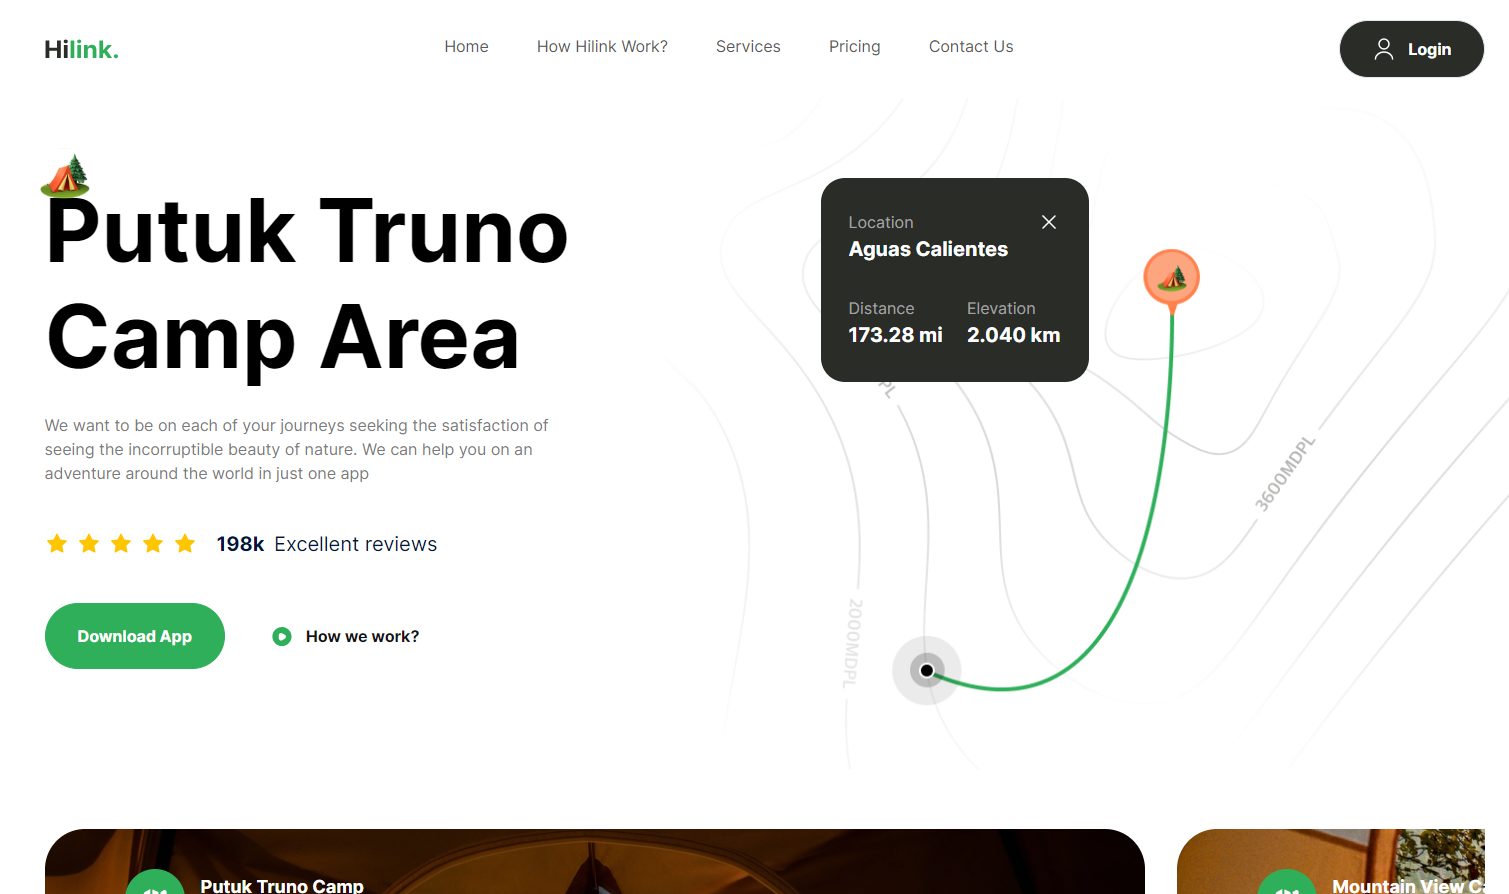 Hilink.
Home
How Hilink Work?
Services
Pricing
Contact Us
Login
Putuk Truno
Camp Area
We want to be on each of your journeys seeking the satisfaction of
seeing the incorruptible beauty of nature. We can help you on an
adventure around the world in just one app
198k Excellent reviews
Download App
How we work?
Location
Aguas Calientes
Distance
173.28 mi
Elevation
2.040 km
PL
3600MDPL
2000MDPL
Putuk Truno Camp
Mountain View